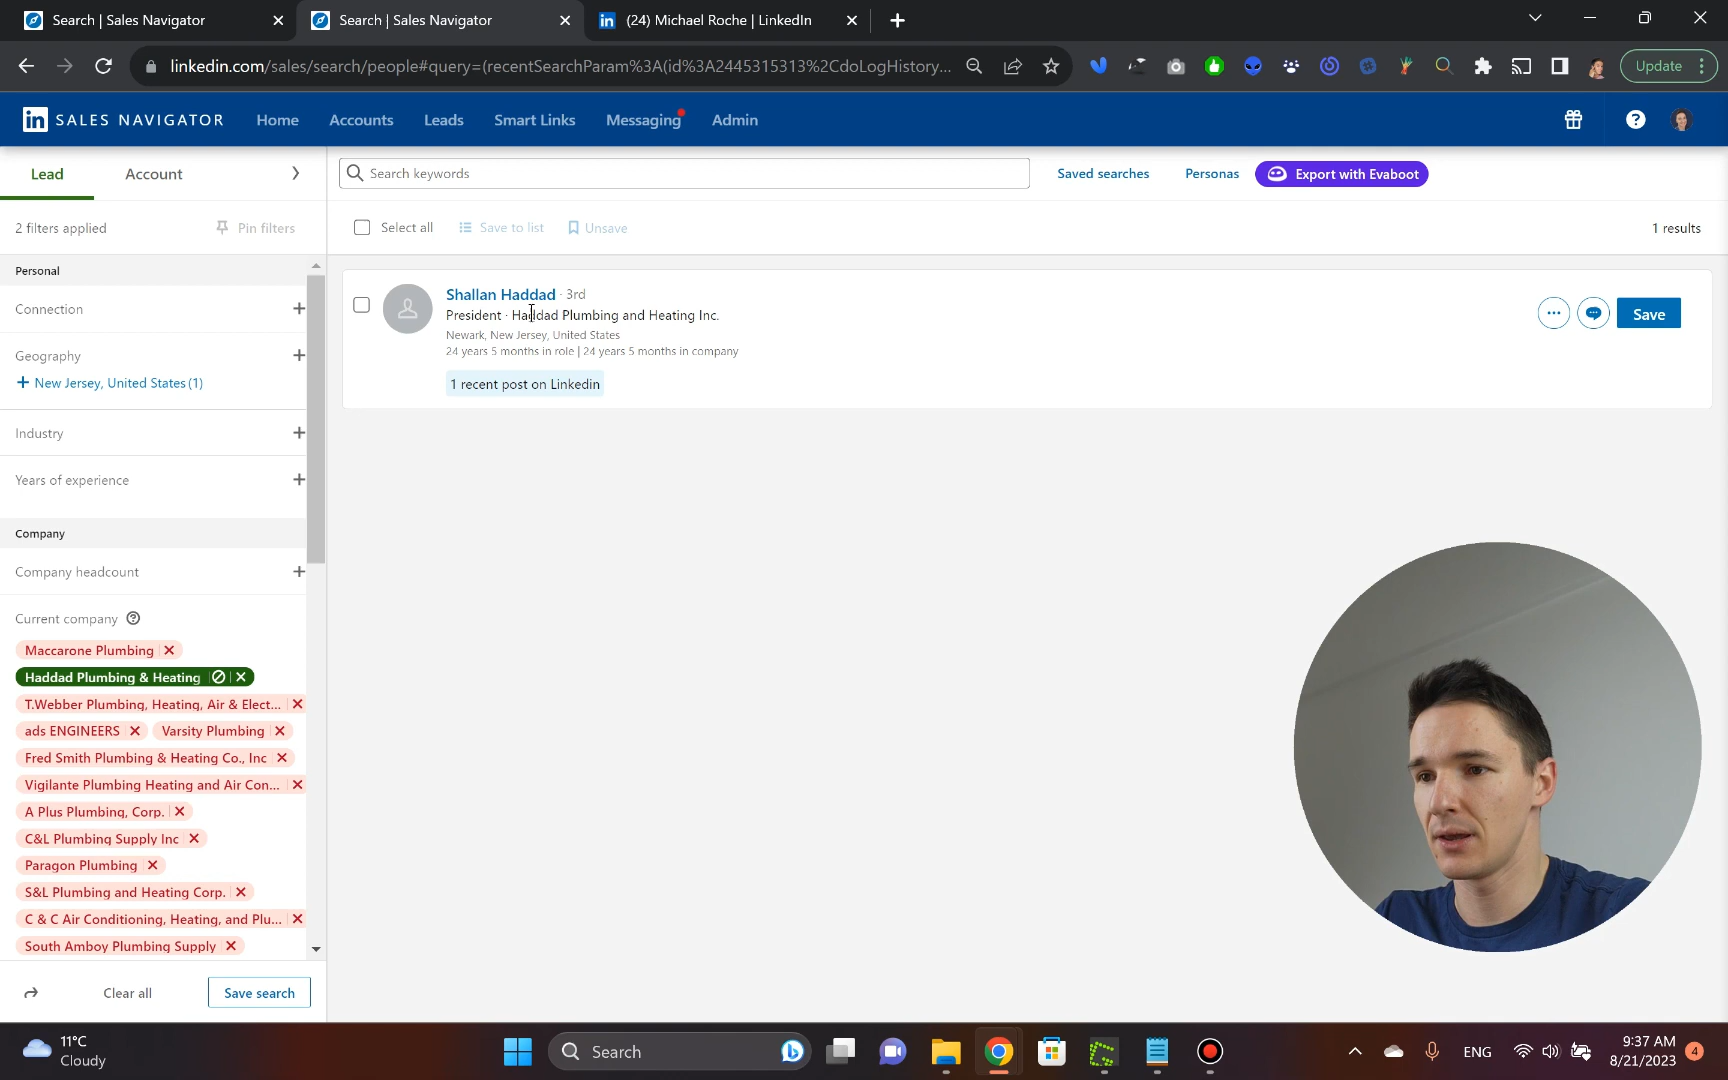 Search | Sales Navigator
Search | Sales Navigator
(24) Michael Roche | LinkedIn
linkedin.com/sales/search/people#query=(recentSearchParam%3A(id%3A2445315313%2CdoLogHistory...
Update
in SALES NAVIGATOR
Home
Accounts
Leads
Smart Links
Messaging
Admin
Lead
Account
Search keywords
Saved searches
Personas
Export with Evaboot
2 filters applied
Pin filters
Select all
Save to list
Unsave
1 results
Personal
Connection
Geography
New Jersey, United States (1)
Industry
Years of experience
Company
Company headcount
Current company
Maccarone Plumbing
Haddad Plumbing & Heating
T.Webber Plumbing, Heating, Air & Elect...
ads ENGINEERS
Varsity Plumbing
Fred Smith Plumbing & Heating Co., Inc
Vigilante Plumbing Heating and Air Con...
A Plus Plumbing, Corp.
C&L Plumbing Supply Inc
Paragon Plumbing
S&L Plumbing and Heating Corp.
C & C Air Conditioning, Heating, and Plu...
South Amboy Plumbing Supply
Clear all
Save search
Shallan Haddad · 3rd
President · Haddad Plumbing and Heating Inc.
Newark, New Jersey, United States
24 years 5 months in role | 24 years 5 months in company
1 recent post on Linkedin
Save
11°C
Cloudy
Search
ENG
9:37 AM
8/21/2023
4